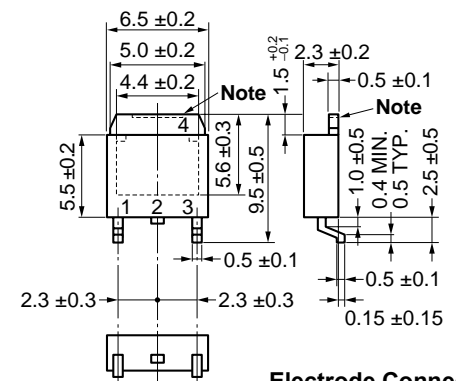 6.5 ±0.2
5.0 ±0.2
4.4 ±0.2
Note
4
1.5 +0.2 −0.1
2.3 ±0.2
0.5 ±0.1
Note
5.5 ±0.2
5.6 ±0.3
9.5 ±0.5
1.0 ±0.5
0.4 MIN.
0.5 TYP.
2.5 ±0.5
1 2 3
0.5 ±0.1
0.5 ±0.1
2.3 ±0.3
2.3 ±0.3
0.15 ±0.15
Electrode Conne